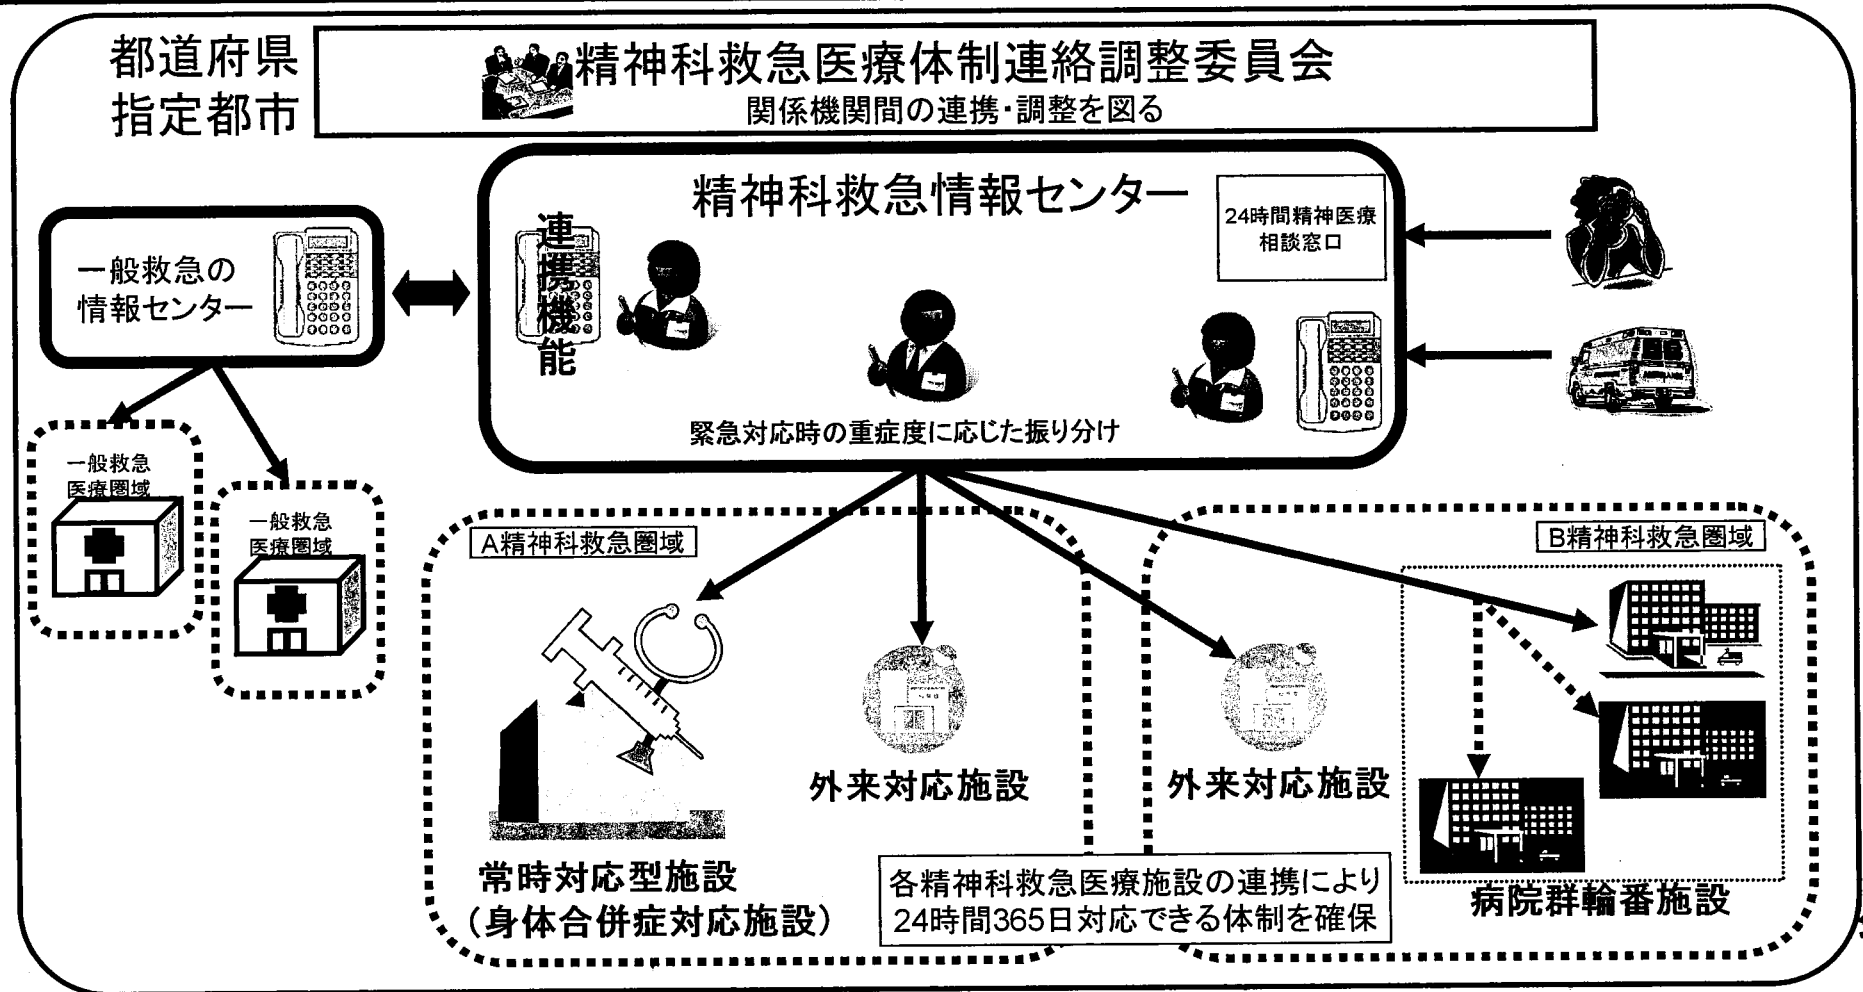 都道府県
指定都市
精神科救急医療体制連絡調整委員会
関係機関間の連携・調整を図る
精神科救急情報センター
24時間精神医療
相談窓口
連携機能
一般救急の
情報センター
緊急対応時の重症度に応じた振り分け
一般救急
医療圏域
一般救急
医療圏域
A精神科救急圏域
B精神科救急圏域
外来対応施設
外来対応施設
常時対応型施設
（身体合併症対応施設）
各精神科救急医療施設の連携により
24時間365日対応できる体制を確保
病院群輪番施設